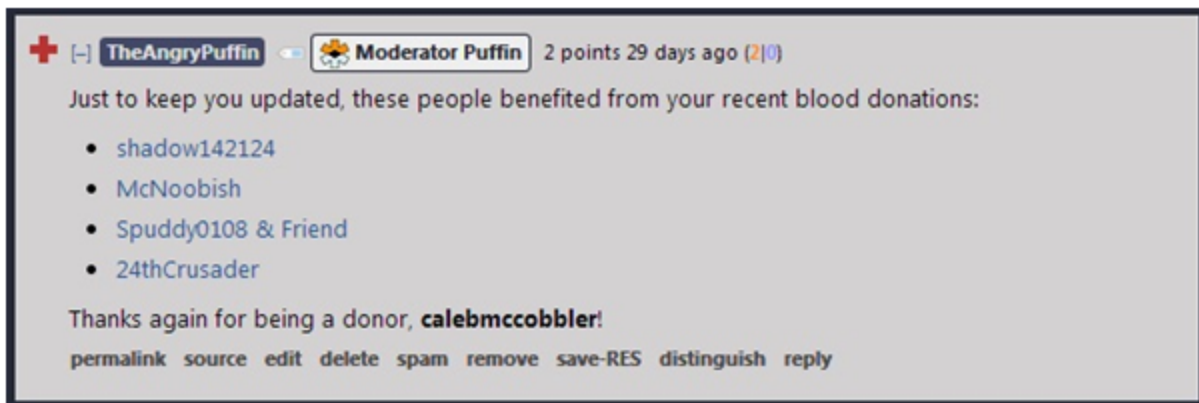 [–] TheAngryPuffin Moderator Puffin 2 points 29 days ago (2|0)
Just to keep you updated, these people benefited from your recent blood donations:
• shadow142124
• McNoobish
• Spuddy0108 & Friend
• 24thCrusader
Thanks again for being a donor, calebmccobbler!
permalink source edit delete spam remove save-RES distinguish reply